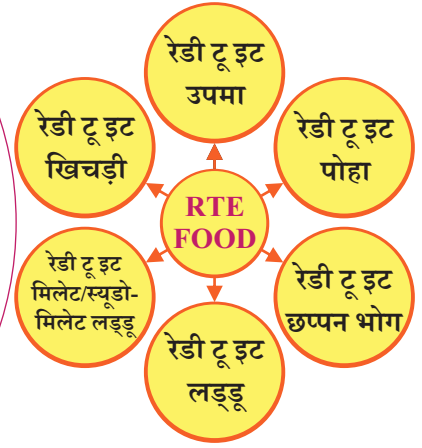 रेडी टू इट
उपमा
रेडी टू इट
खिचड़ी
रेडी टू इट
पोहा
RTE
FOOD
रेडी टू इट
मिलेट/स्यूडो-
मिलेट लड्डू
रेडी टू इट
छप्पन भोग
रेडी टू इट
लड्डू